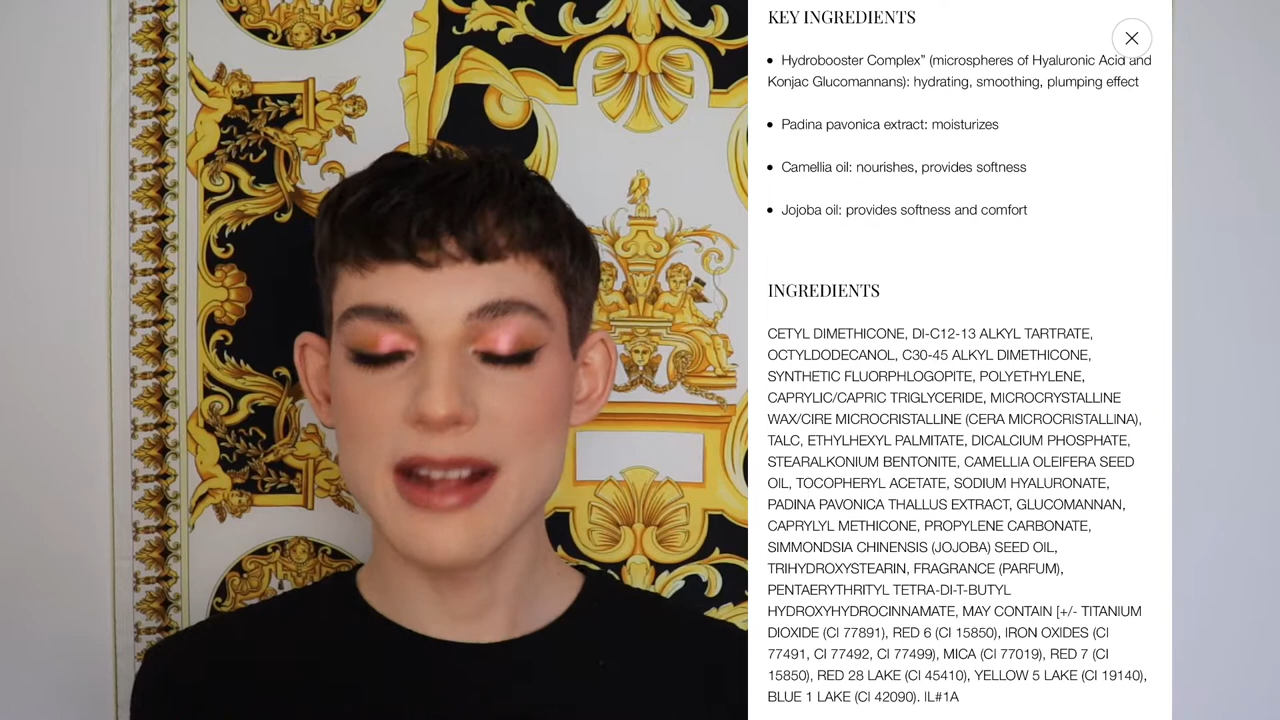 KEY INGREDIENTS
• Hydrobooster Complex" (microspheres of Hyaluronic Acid and
Konjac Glucomannans): hydrating, smoothing, plumping effect
• Padina pavonica extract: moisturizes
• Camellia oil: nourishes, provides softness
• Jojoba oil: provides softness and comfort
INGREDIENTS
CETYL DIMETHICONE, DI-C12-13 ALKYL TARTRATE,
OCTYLDODECANOL, C30-45 ALKYL DIMETHICONE,
SYNTHETIC FLUORPHLOGOPITE, POLYETHYLENE,
CAPRYLIC/CAPRIC TRIGLYCERIDE, MICROCRYSTALLINE
WAX/CIRE MICROCRISTALLINE (CERA MICROCRISTALLINA),
TALC, ETHYLHEXYL PALMITATE, DICALCIUM PHOSPHATE,
STEARALKONIUM BENTONITE, CAMELLIA OLEIFERA SEED
OIL, TOCOPHERYL ACETATE, SODIUM HYALURONATE,
PADINA PAVONICA THALLUS EXTRACT, GLUCOMANNAN,
CAPRYLYL METHICONE, PROPYLENE CARBONATE,
SIMMONDSIA CHINENSIS (JOJOBA) SEED OIL,
TRIHYDROXYSTEARIN, FRAGRANCE (PARFUM),
PENTAERYTHRITYL TETRA-DI-T-BUTYL
HYDROXYHYDROCINNAMATE, MAY CONTAIN [+/- TITANIUM
DIOXIDE (CI 77891), RED 6 (CI 15850), IRON OXIDES (CI
77491, CI 77492, CI 77499), MICA (CI 77019), RED 7 (CI
15850), RED 28 LAKE (CI 45410), YELLOW 5 LAKE (CI 19140),
BLUE 1 LAKE (CI 42090). IL#1A